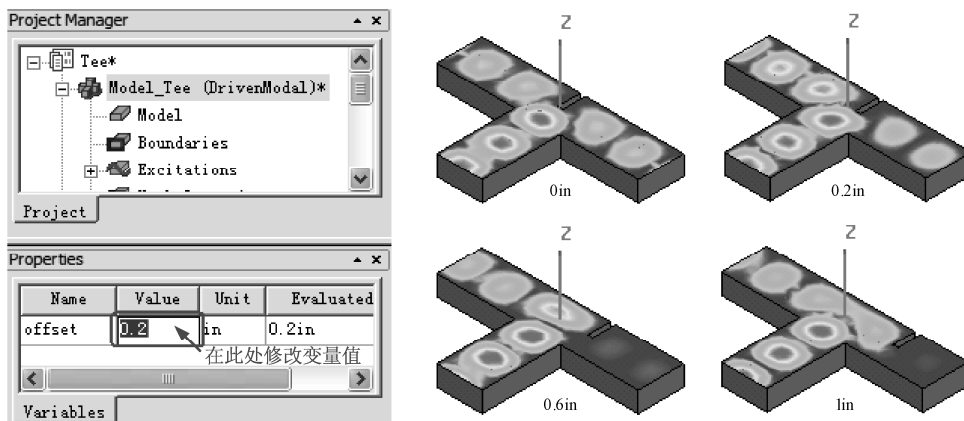 Project Manager
Tee*
Model_Tee (DrivenModal)*
Model
Boundaries
Excitations
Project
Properties
Name Value Unit Evaluated
offset 0.2 in 0.2in
在此处修改变量值
Variables
Z
0in
Z
0.2in
Z
0.6in
Z
1in